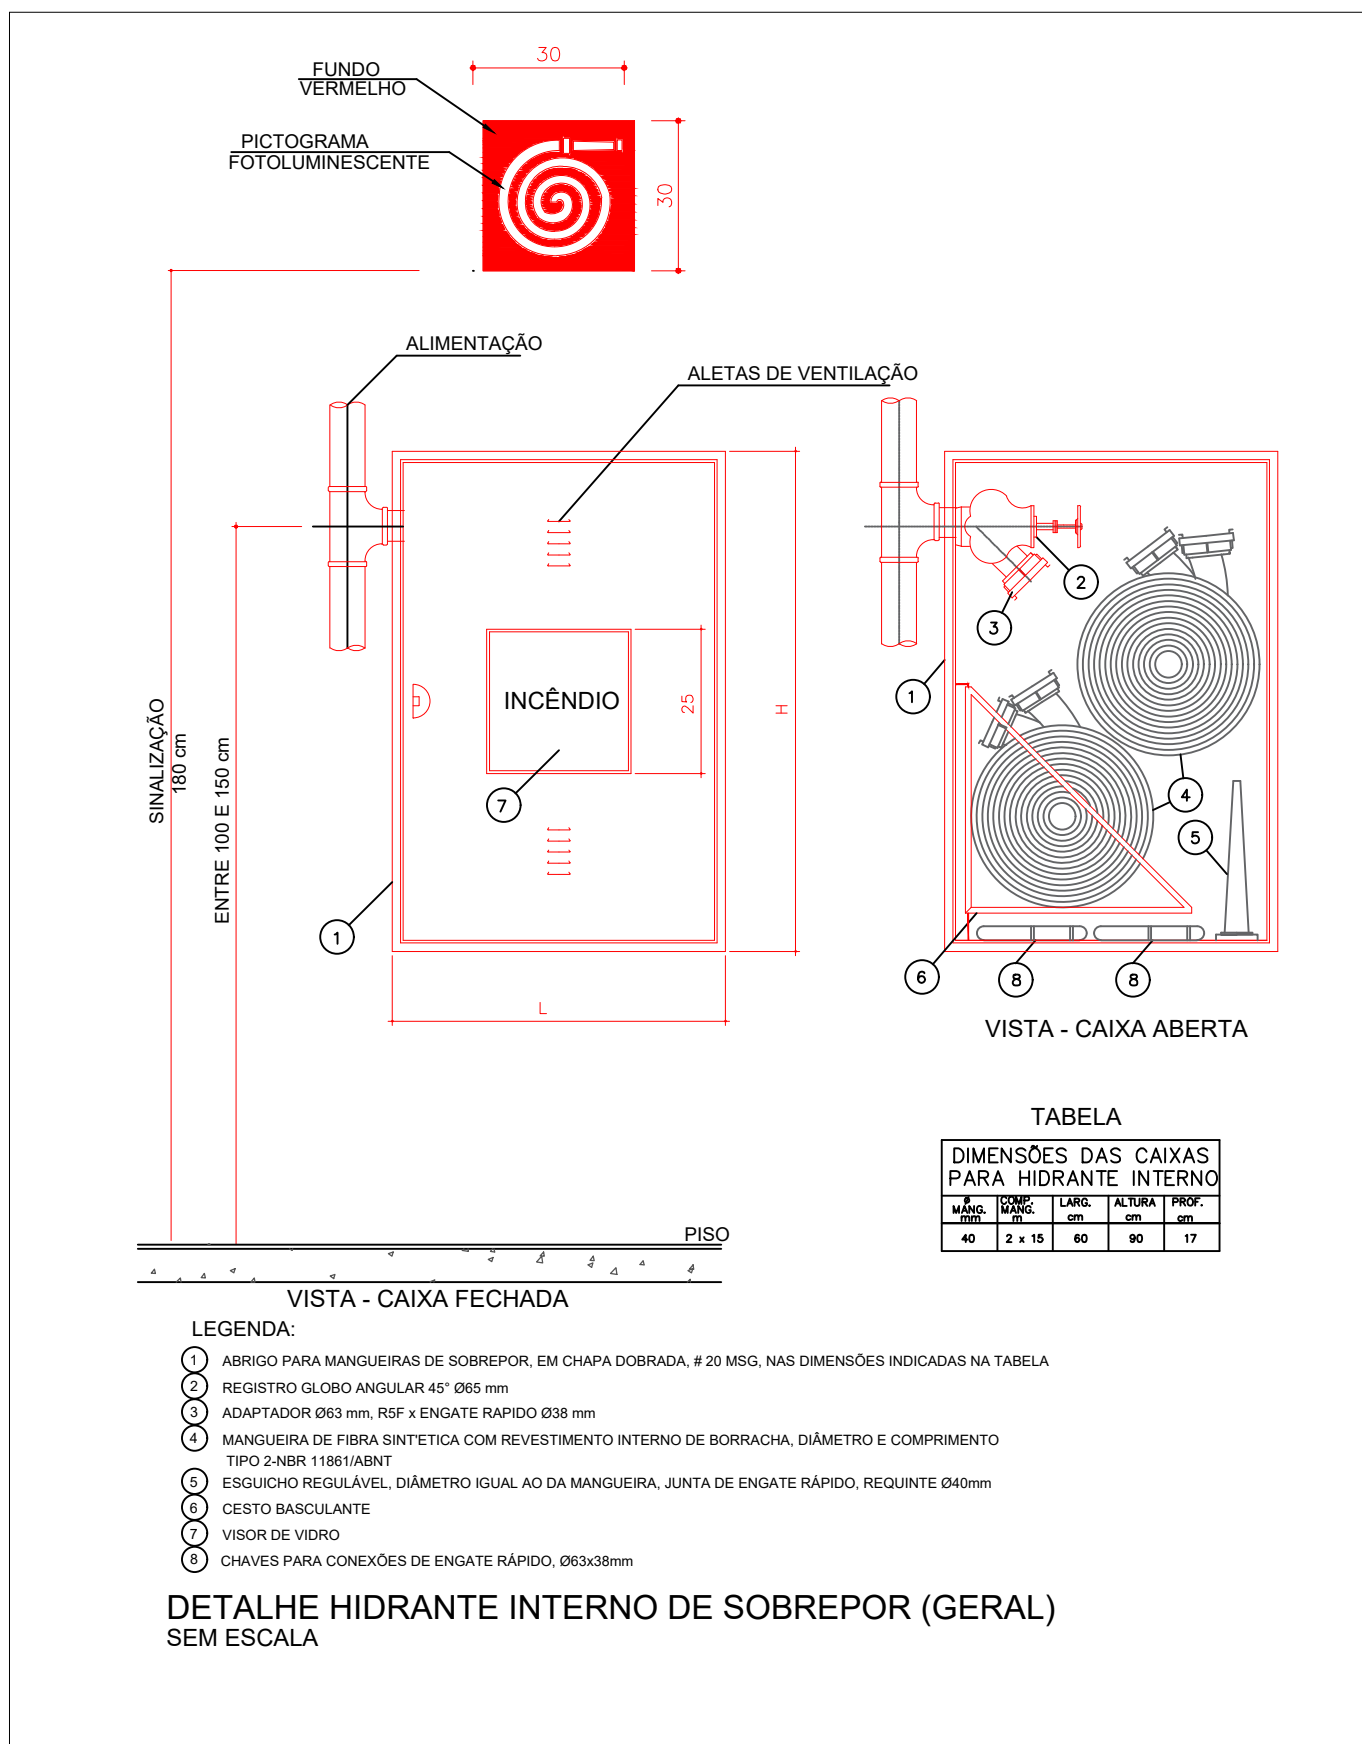 30
FUNDO
VERMELHO
PICTOGRAMA
FOTOLUMINESCENTE
30
ALIMENTAÇÃO
ALETAS DE VENTILAÇÃO
SINALIZAÇÃO
180 cm
ENTRE 100 E 150 cm
INCÊNDIO
25
H
L
7
1
1
2
3
4
5
6
8
8
VISTA - CAIXA ABERTA
TABELA
DIMENSÕES DAS CAIXAS
PARA HIDRANTE INTERNO
Ø MANG. mm COMP. MANG. m LARG. cm ALTURA cm PROF. cm
40 2 x 15 60 90 17
PISO
VISTA - CAIXA FECHADA
LEGENDA:
1 ABRIGO PARA MANGUEIRAS DE SOBREPOR, EM CHAPA DOBRADA, # 20 MSG, NAS DIMENSÕES INDICADAS NA TABELA
2 REGISTRO GLOBO ANGULAR 45° Ø65 mm
3 ADAPTADOR Ø63 mm, R5F x ENGATE RAPIDO Ø38 mm
4 MANGUEIRA DE FIBRA SINT'ETICA COM REVESTIMENTO INTERNO DE BORRACHA, DIÂMETRO E COMPRIMENTO
TIPO 2-NBR 11861/ABNT
5 ESGUICHO REGULÁVEL, DIÂMETRO IGUAL AO DA MANGUEIRA, JUNTA DE ENGATE RÁPIDO, REQUINTE Ø40mm
6 CESTO BASCULANTE
7 VISOR DE VIDRO
8 CHAVES PARA CONEXÕES DE ENGATE RÁPIDO, Ø63x38mm
DETALHE HIDRANTE INTERNO DE SOBREPOR (GERAL)
SEM ESCALA